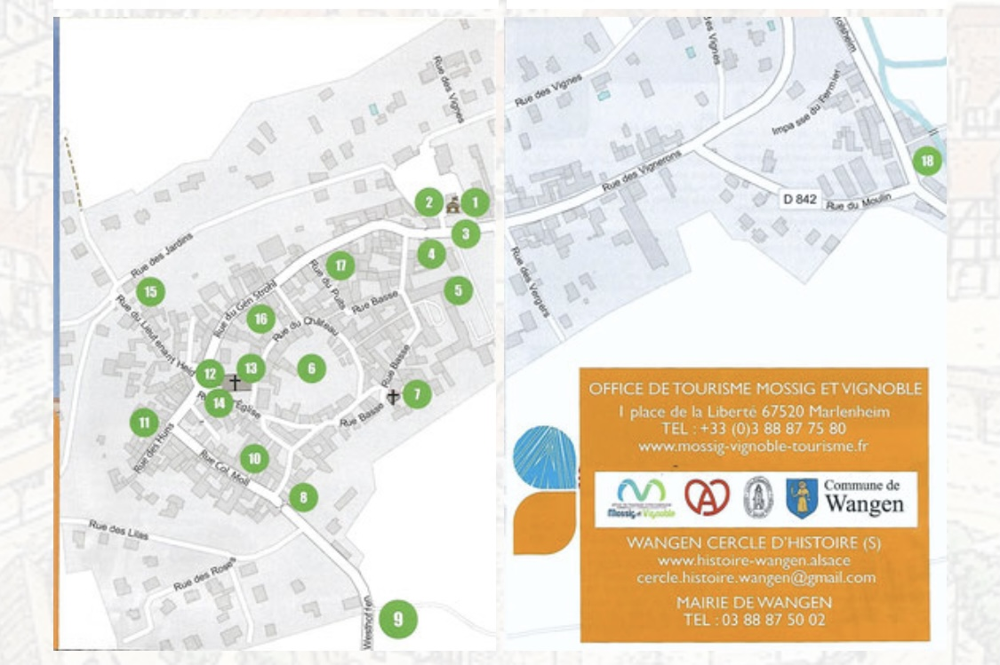 Rue des Vignes
Rue des Jardins
Rue du Lieutenant Held
Rue du Gén Strohl
Rue du Puits
Rue Basse
Rue du Château
Rue Basse
Rue Basse
Rue des Huns
Rue Col. Moll
Rue des Lilas
Rue des Roses
Westhoffen
1
2
3
4
5
6
7
8
9
10
11
12
13
14
15
16
17
Rue des Vignes
Rue des Vignerons
Impasse du Fermier
D 842
Rue du Moulin
Rue des Vergers
18
OFFICE DE TOURISME MOSSIG ET VIGNOBLE
1 place de la Liberté 67520 Marlenheim
TEL : +33 (0)3 88 87 75 80
www.mossig-vignoble-tourisme.fr
Mossig et Vignoble
Commune de
Wangen
WANGEN CERCLE D'HISTOIRE (S)
www.histoire-wangen.alsace
cercle.histoire.wangen@gmail.com
MAIRIE DE WANGEN
TEL : 03 88 87 50 02